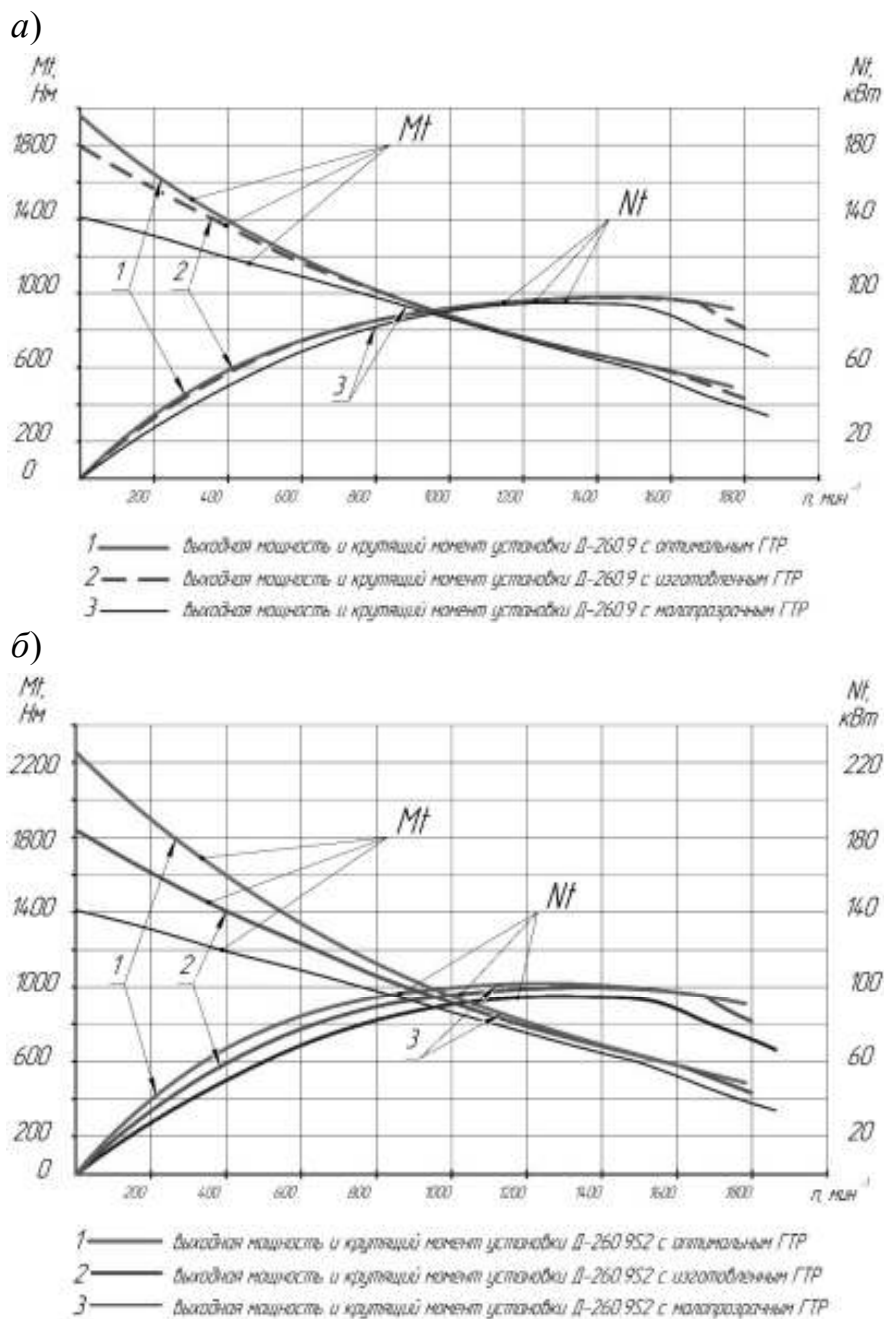 а)
Mt, Нм
Nt, кВт
1800
1400
1000
600
200
0
180
140
100
60
20
Mt
Nt
1
2
3
200 400 600 800 1000 1200 1400 1600 1800
n, мин⁻¹
1 выходная мощность и крутящий момент установки Д-260.9 с оптимальным ГТР
2 выходная мощность и крутящий момент установки Д-260.9 с изготовленным ГТР
3 выходная мощность и крутящий момент установки Д-260.9 с малопрозрачным ГТР
б)
Mt, Нм
Nt, кВт
2200
1800
1400
1000
600
200
0
220
180
140
100
60
20
Mt
Nt
1
2
3
200 400 600 800 1000 1200 1400 1600 1800
n, мин⁻¹
1 выходная мощность и крутящий момент установки Д-260.9S2 с оптимальным ГТР
2 выходная мощность и крутящий момент установки Д-260.9S2 с изготовленным ГТР
3 выходная мощность и крутящий момент установки Д-260.9S2 с малопрозрачным ГТР